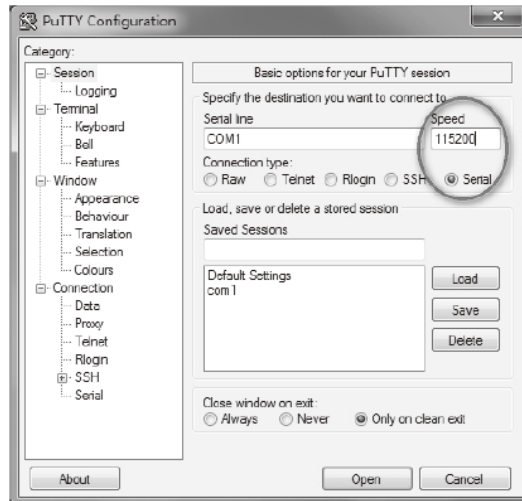 PuTTY Configuration
Category:
Session
Logging
Terminal
Keyboard
Bell
Features
Window
Appearance
Behaviour
Translation
Selection
Colours
Connection
Data
Proxy
Telnet
Rlogin
SSH
Serial
Basic options for your PuTTY session
Specify the destination you want to connect to
Serial line Speed
COM1 115200
Connection type:
Raw Telnet Rlogin SSH Serial
Load, save or delete a stored session
Saved Sessions
Default Settings
com1
Load
Save
Delete
Close window on exit:
Always Never Only on clean exit
About Open Cancel